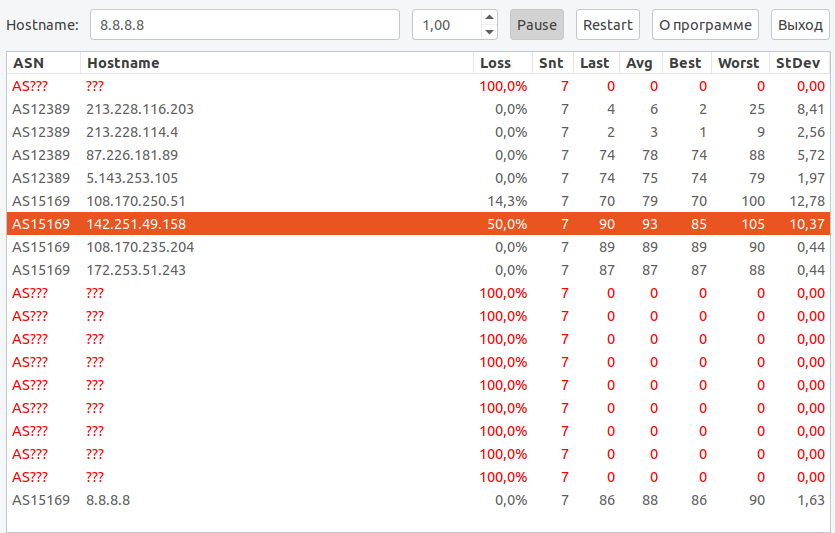 Hostname: 8.8.8.8 1,00 Pause Restart О программе Выход
ASN Hostname Loss Snt Last Avg Best Worst StDev
AS??? ??? 100,0% 7 0 0 0 0 0,00
AS12389 213.228.116.203 0,0% 7 4 6 2 25 8,41
AS12389 213.228.114.4 0,0% 7 2 3 1 9 2,56
AS12389 87.226.181.89 0,0% 7 74 78 74 88 5,72
AS12389 5.143.253.105 0,0% 7 74 75 74 79 1,97
AS15169 108.170.250.51 14,3% 7 70 79 70 100 12,78
AS15169 142.251.49.158 50,0% 7 90 93 85 105 10,37
AS15169 108.170.235.204 0,0% 7 89 89 89 90 0,44
AS15169 172.253.51.243 0,0% 7 87 87 87 88 0,44
AS??? ??? 100,0% 7 0 0 0 0 0,00
AS??? ??? 100,0% 7 0 0 0 0 0,00
AS??? ??? 100,0% 7 0 0 0 0 0,00
AS??? ??? 100,0% 7 0 0 0 0 0,00
AS??? ??? 100,0% 7 0 0 0 0 0,00
AS??? ??? 100,0% 7 0 0 0 0 0,00
AS??? ??? 100,0% 7 0 0 0 0 0,00
AS??? ??? 100,0% 7 0 0 0 0 0,00
AS??? ??? 100,0% 7 0 0 0 0 0,00
AS15169 8.8.8.8 0,0% 7 86 88 86 90 1,63